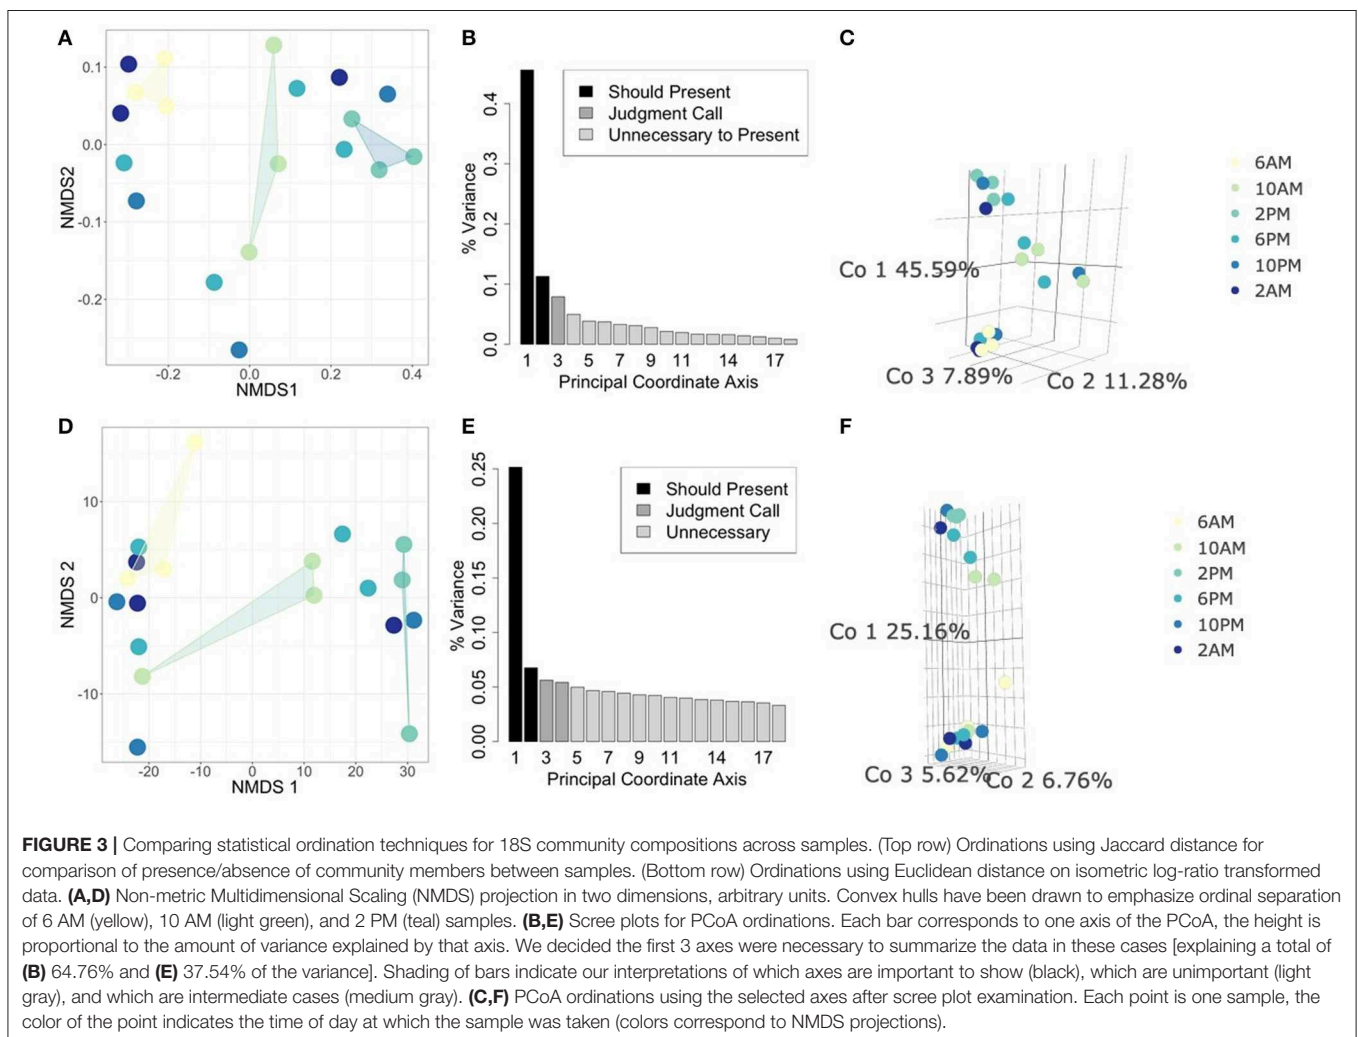 A
0.1
0.0
-0.1
-0.2
NMDS2
-0.2
0.0
0.2
0.4
NMDS1
B
Should Present
Judgment Call
Unnecessary to Present
0.4
0.3
0.2
0.1
0.0
% Variance
1 3 5 7 9 11 14 17
Principal Coordinate Axis
C
Co 1 45.59%
Co 3 7.89%
Co 2 11.28%
6AM
10AM
2PM
6PM
10PM
2AM
D
10
0
-10
NMDS 2
-20 -10 0 10 20 30
NMDS 1
E
Should Present
Judgment Call
Unnecessary
0.25
0.20
0.15
0.10
0.05
0.00
% Variance
1 3 5 7 9 11 14 17
Principal Coordinate Axis
F
Co 1 25.16%
Co 3 5.62%
Co 2 6.76%
6AM
10AM
2PM
6PM
10PM
2AM
FIGURE 3 | Comparing statistical ordination techniques for 18S community compositions across samples. (Top row) Ordinations using Jaccard distance for
comparison of presence/absence of community members between samples. (Bottom row) Ordinations using Euclidean distance on isometric log-ratio transformed
data. (A,D) Non-metric Multidimensional Scaling (NMDS) projection in two dimensions, arbitrary units. Convex hulls have been drawn to emphasize ordinal separation
of 6 AM (yellow), 10 AM (light green), and 2 PM (teal) samples. (B,E) Scree plots for PCoA ordinations. Each bar corresponds to one axis of the PCoA, the height is
proportional to the amount of variance explained by that axis. We decided the first 3 axes were necessary to summarize the data in these cases [explaining a total of
(B) 64.76% and (E) 37.54% of the variance]. Shading of bars indicate our interpretations of which axes are important to show (black), which are unimportant (light
gray), and which are intermediate cases (medium gray). (C,F) PCoA ordinations using the selected axes after scree plot examination. Each point is one sample, the
color of the point indicates the time of day at which the sample was taken (colors correspond to NMDS projections).